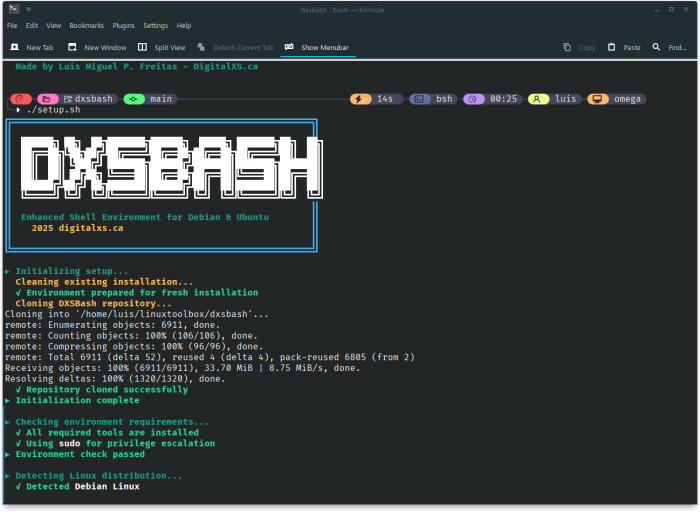 dxsbash : bash — Konsole
File Edit View Bookmarks Plugins Settings Help
New Tab New Window Split View Detach Current Tab Show Menubar Copy Paste Find...
Made by Luis Miguel P. Freitas - DigitalXS.ca
dxsbash main 14s bsh 00:25 luis omega
./setup.sh
DXSBASH
Enhanced Shell Environment for Debian & Ubuntu
2025 digitalxs.ca
▶ Initializing setup...
Cleaning existing installation...
✓ Environment prepared for fresh installation
Cloning DXSBash repository...
Cloning into '/home/luis/linuxtoolbox/dxsbash'...
remote: Enumerating objects: 6911, done.
remote: Counting objects: 100% (106/106), done.
remote: Compressing objects: 100% (96/96), done.
remote: Total 6911 (delta 52), reused 4 (delta 4), pack-reused 6805 (from 2)
Receiving objects: 100% (6911/6911), 33.70 MiB | 8.75 MiB/s, done.
Resolving deltas: 100% (1320/1320), done.
✓ Repository cloned successfully
▶ Initialization complete
▶ Checking environment requirements...
✓ All required tools are installed
✓ Using sudo for privilege escalation
▶ Environment check passed
▶ Detecting Linux distribution...
✓ Detected Debian Linux